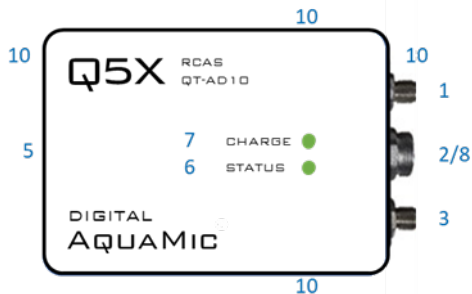 10
10 10
Q5X RCAS
QT-AD10
1
7 CHARGE
5 2/8
6 STATUS
DIGITAL 3
AQUAMIC
10